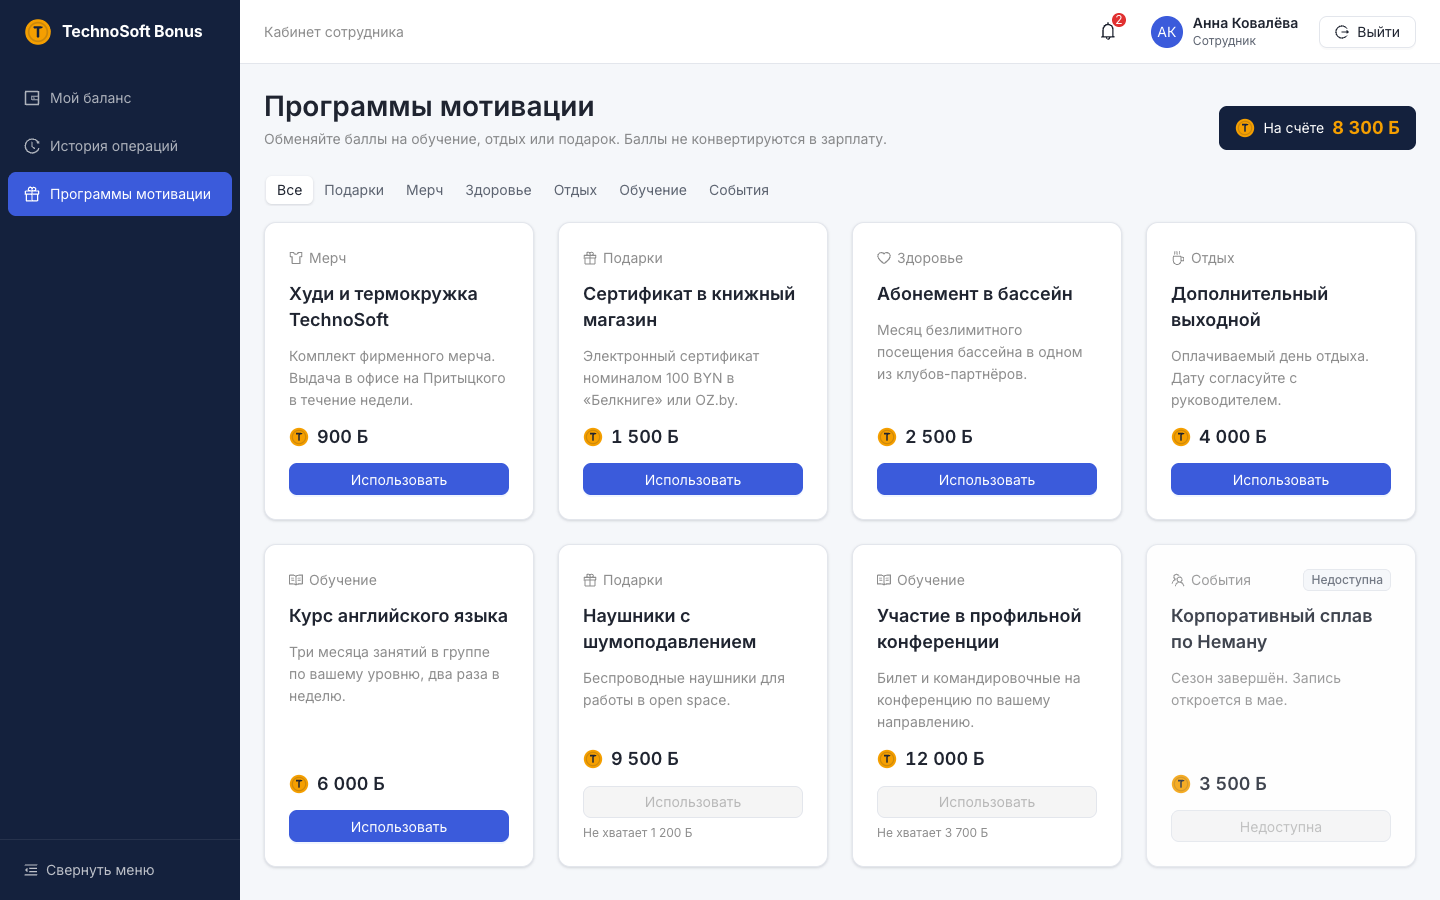 TechnoSoft Bonus
Мой баланс
История операций
Программы мотивации
Свернуть меню
Кабинет сотрудника
2
АК
Анна Ковалёва
Сотрудник
Выйти
Программы мотивации
Обменяйте баллы на обучение, отдых или подарок. Баллы не конвертируются в зарплату.
На счёте 8 300 Б
Все Подарки Мерч Здоровье Отдых Обучение События
Мерч
Худи и термокружка
TechnoSoft
Комплект фирменного мерча.
Выдача в офисе на Притыцкого
в течение недели.
900 Б
Использовать
Подарки
Сертификат в книжный
магазин
Электронный сертификат
номиналом 100 BYN в
«Белкниге» или OZ.by.
1 500 Б
Использовать
Здоровье
Абонемент в бассейн
Месяц безлимитного
посещения бассейна в одном
из клубов-партнёров.
2 500 Б
Использовать
Отдых
Дополнительный
выходной
Оплачиваемый день отдыха.
Дату согласуйте с
руководителем.
4 000 Б
Использовать
Обучение
Курс английского языка
Три месяца занятий в группе
по вашему уровню, два раза в
неделю.
6 000 Б
Использовать
Подарки
Наушники с
шумоподавлением
Беспроводные наушники для
работы в open space.
9 500 Б
Использовать
Не хватает 1 200 Б
Обучение
Участие в профильной
конференции
Билет и командировочные на
конференцию по вашему
направлению.
12 000 Б
Использовать
Не хватает 3 700 Б
События
Недоступна
Корпоративный сплав
по Неману
Сезон завершён. Запись
откроется в мае.
3 500 Б
Недоступна